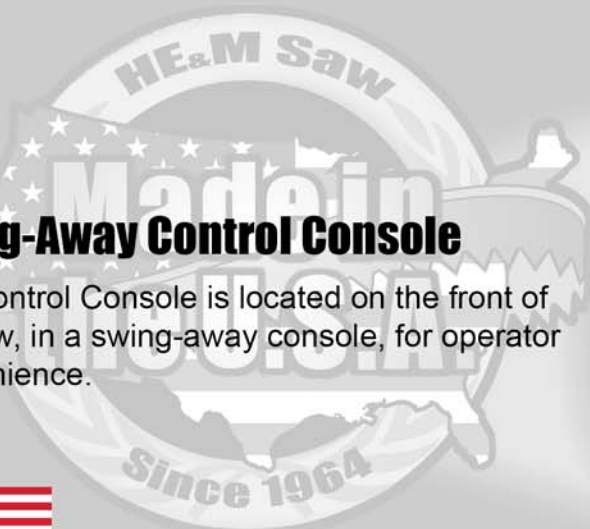 HE&M Saw
Made in
g-Away Control Console
ontrol Console is located on the front of
the U.S.A.
w, in a swing-away console, for operator
nience.
Since 1964